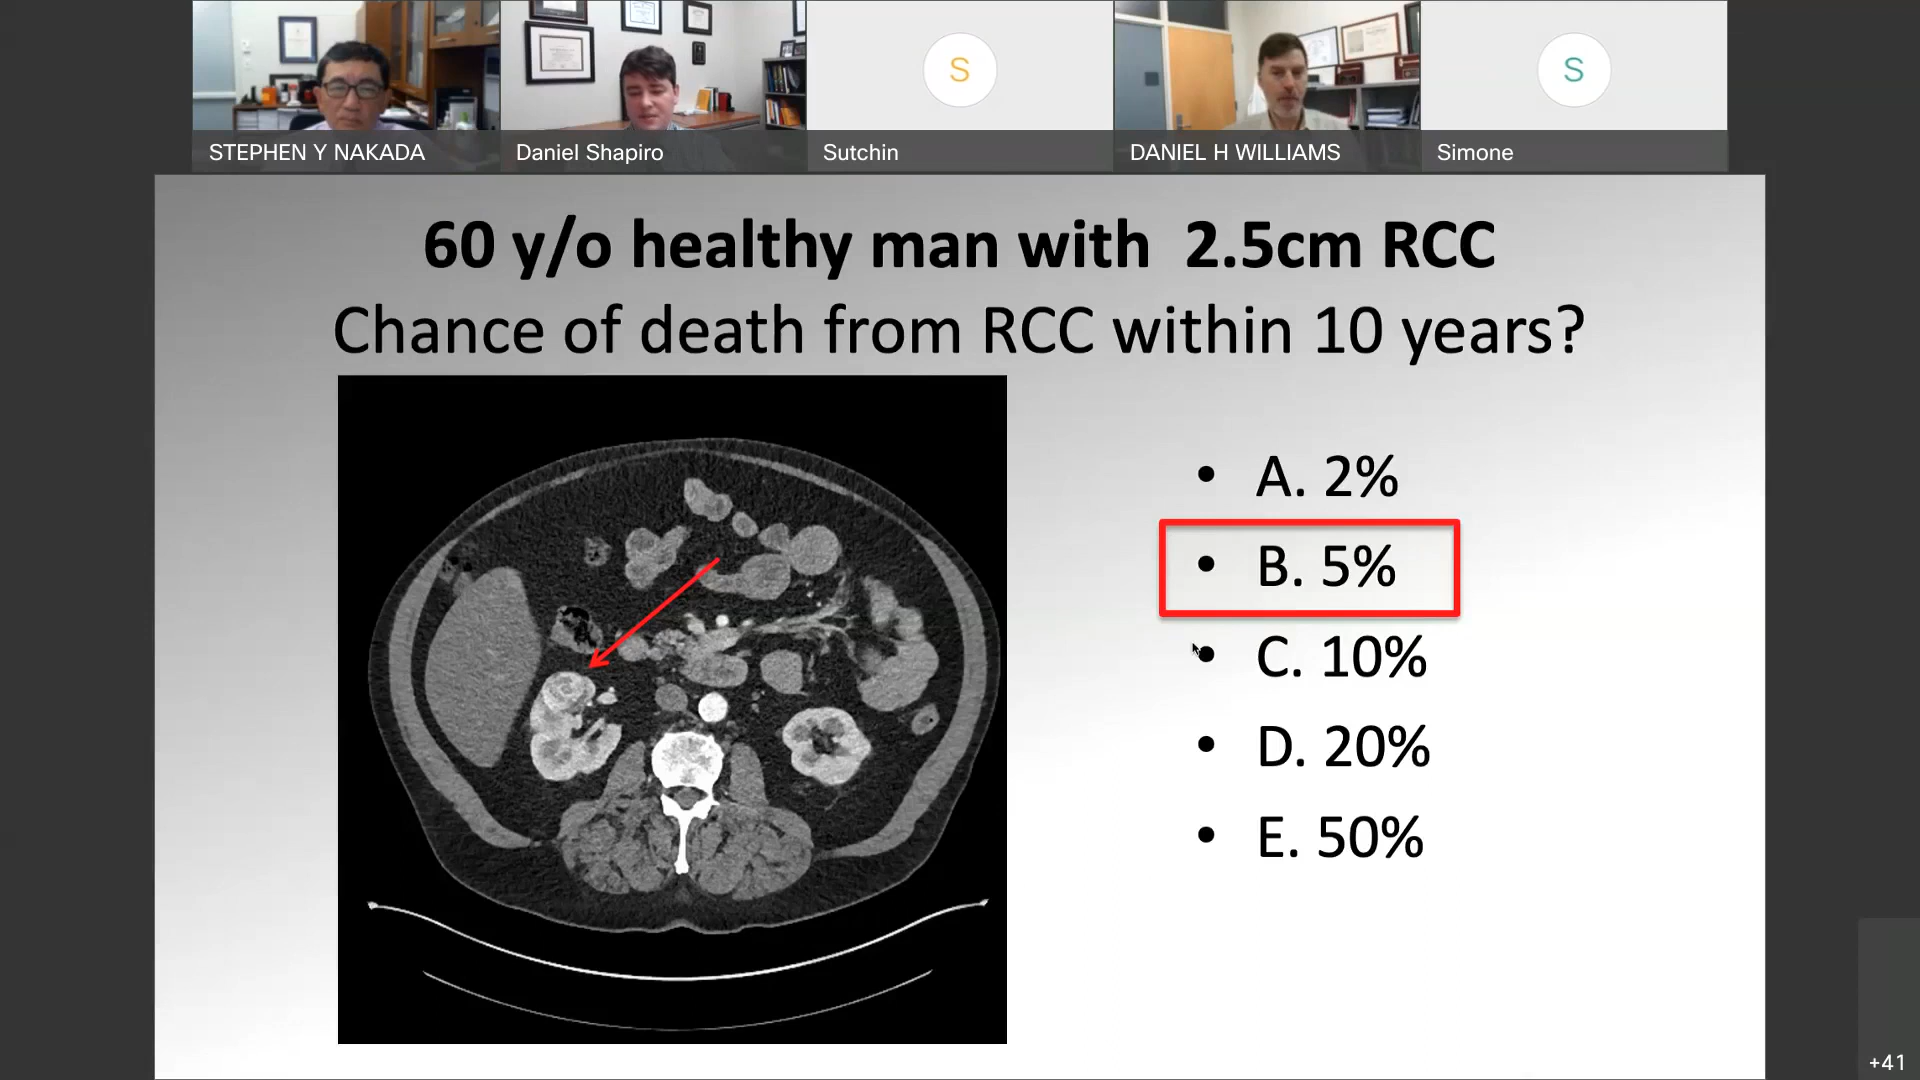 S
S
STEPHEN Y NAKADA
Daniel Shapiro
Sutchin
DANIEL H WILLIAMS
Simone
60 y/o healthy man with 2.5cm RCC
Chance of death from RCC within 10 years?
• A. 2%
• B. 5%
• C. 10%
• D. 20%
• E. 50%
+41